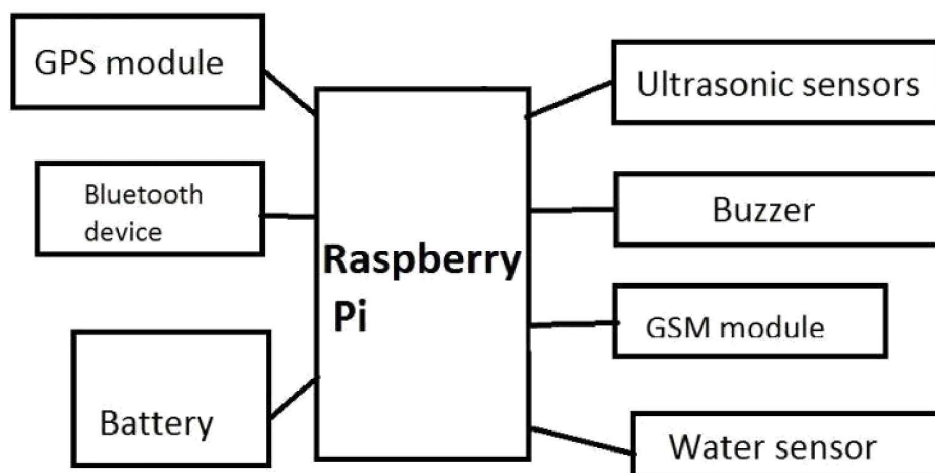 GPS module
Bluetooth
device
Battery
Raspberry
Pi
Ultrasonic sensors
Buzzer
GSM module
Water sensor